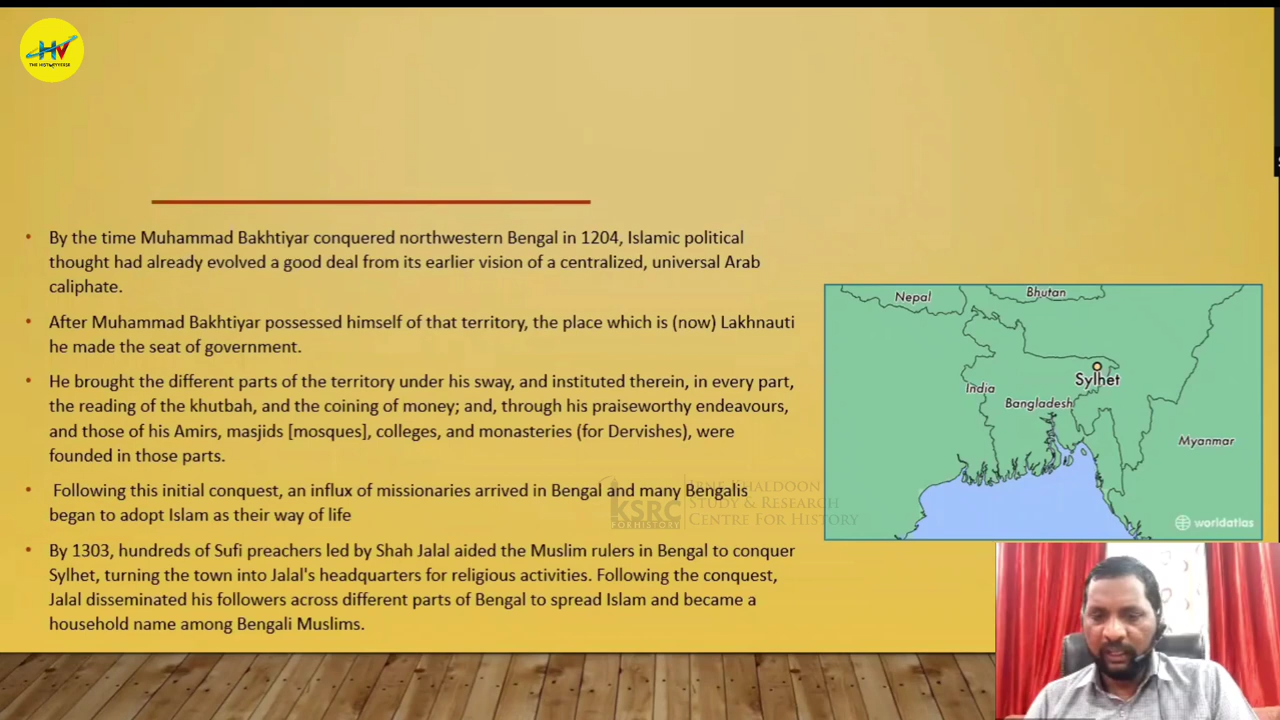 HV
THE HISTORYVERSE
By the time Muhammad Bakhtiyar conquered northwestern Bengal in 1204, Islamic political
thought had already evolved a good deal from its earlier vision of a centralized, universal Arab
caliphate.
After Muhammad Bakhtiyar possessed himself of that territory, the place which is (now) Lakhnauti
he made the seat of government.
He brought the different parts of the territory under his sway, and instituted therein, in every part,
the reading of the khutbah, and the coining of money; and, through his praiseworthy endeavours,
and those of his Amirs, masjids [mosques], colleges, and monasteries (for Dervishes), were
founded in those parts.
Following this initial conquest, an influx of missionaries arrived in Bengal and many Bengalis
began to adopt Islam as their way of life
By 1303, hundreds of Sufi preachers led by Shah Jalal aided the Muslim rulers in Bengal to conquer
Sylhet, turning the town into Jalal's headquarters for religious activities. Following the conquest,
Jalal disseminated his followers across different parts of Bengal to spread Islam and became a
household name among Bengali Muslims.
KSRC
FOR HISTORY
IBNE KHALDOON
STUDY & RESEARCH
CENTRE FOR HISTORY
Nepal
Bhutan
Sylhet
India
Bangladesh
Myanmar
worldatlas